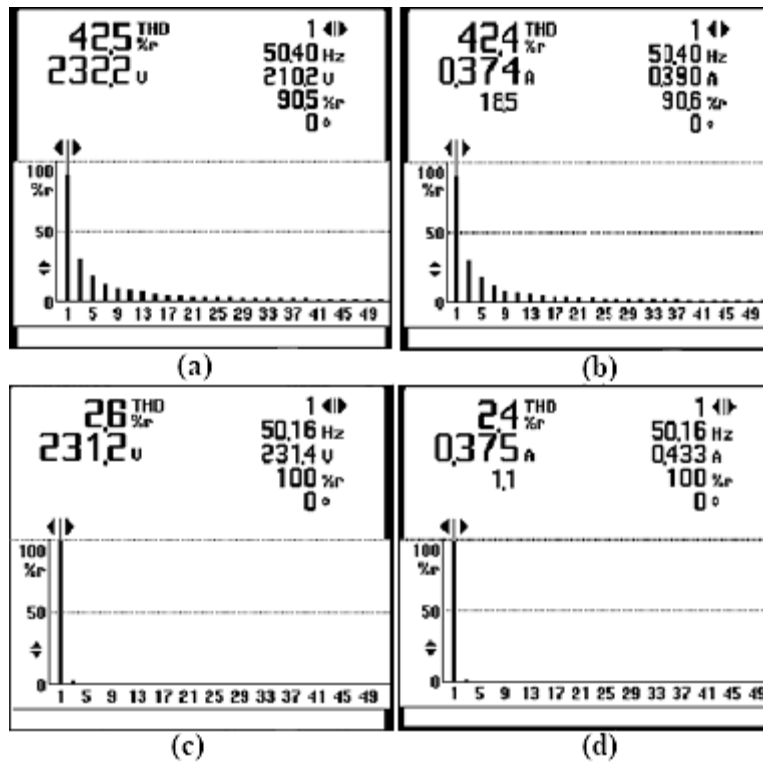 42,5 THD %r
232,2 V
1
50,40 Hz
210,2 V
90,5 %r
0 °
100
%r
50
0
1 5 9 13 17 21 25 29 33 37 41 45 49
(a)
42,4 THD %r
0,374 A
18,5
1
50,40 Hz
0,390 A
90,6 %r
0 °
100
%r
50
0
1 5 9 13 17 21 25 29 33 37 41 45 49
(b)
2,6 THD %r
231,2 V
1
50,16 Hz
231,4 V
100 %r
0 °
100
%r
50
0
1 5 9 13 17 21 25 29 33 37 41 45 49
(c)
2,4 THD %r
0,375 A
1,1
1
50,16 Hz
0,433 A
100 %r
0 °
100
%r
50
0
1 5 9 13 17 21 25 29 33 37 41 45 49
(d)